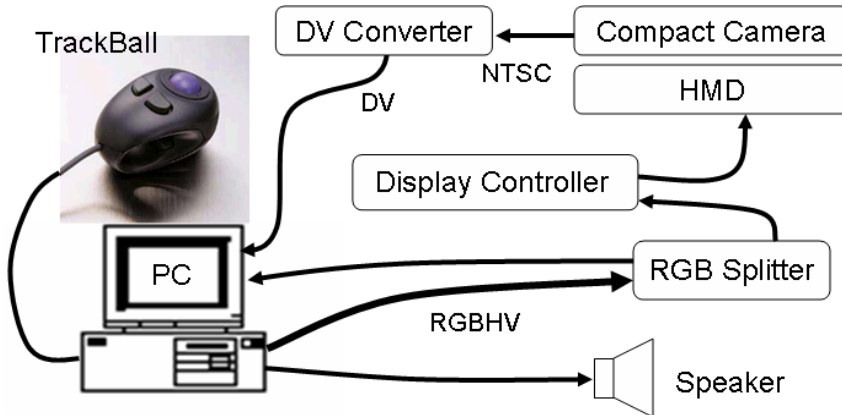 TrackBall
DV Converter
Compact Camera
NTSC
HMD
DV
Display Controller
PC
RGB Splitter
RGBHV
Speaker